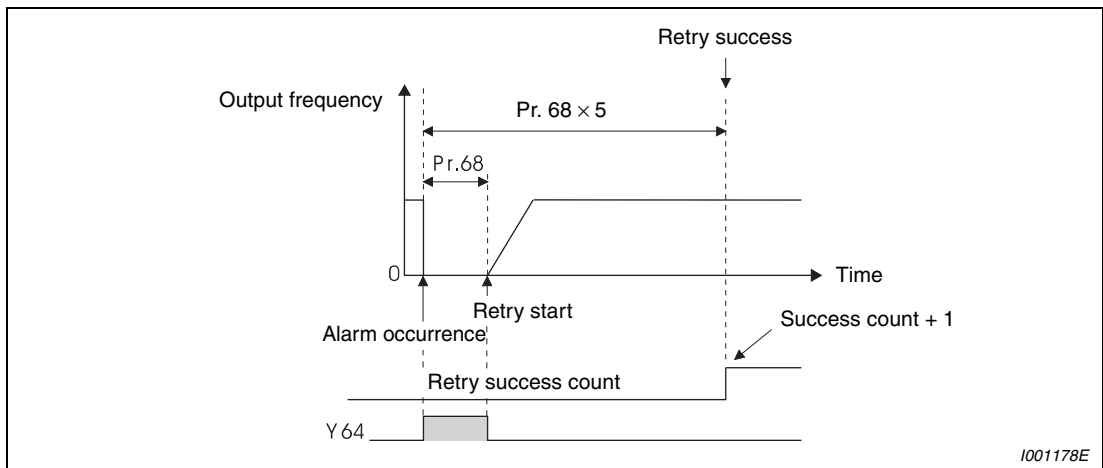 Retry success
Output frequency
Pr. 68 × 5
Pr.68
0
Time
Retry start
Alarm occurrence
Success count + 1
Retry success count
Y64
I001178E